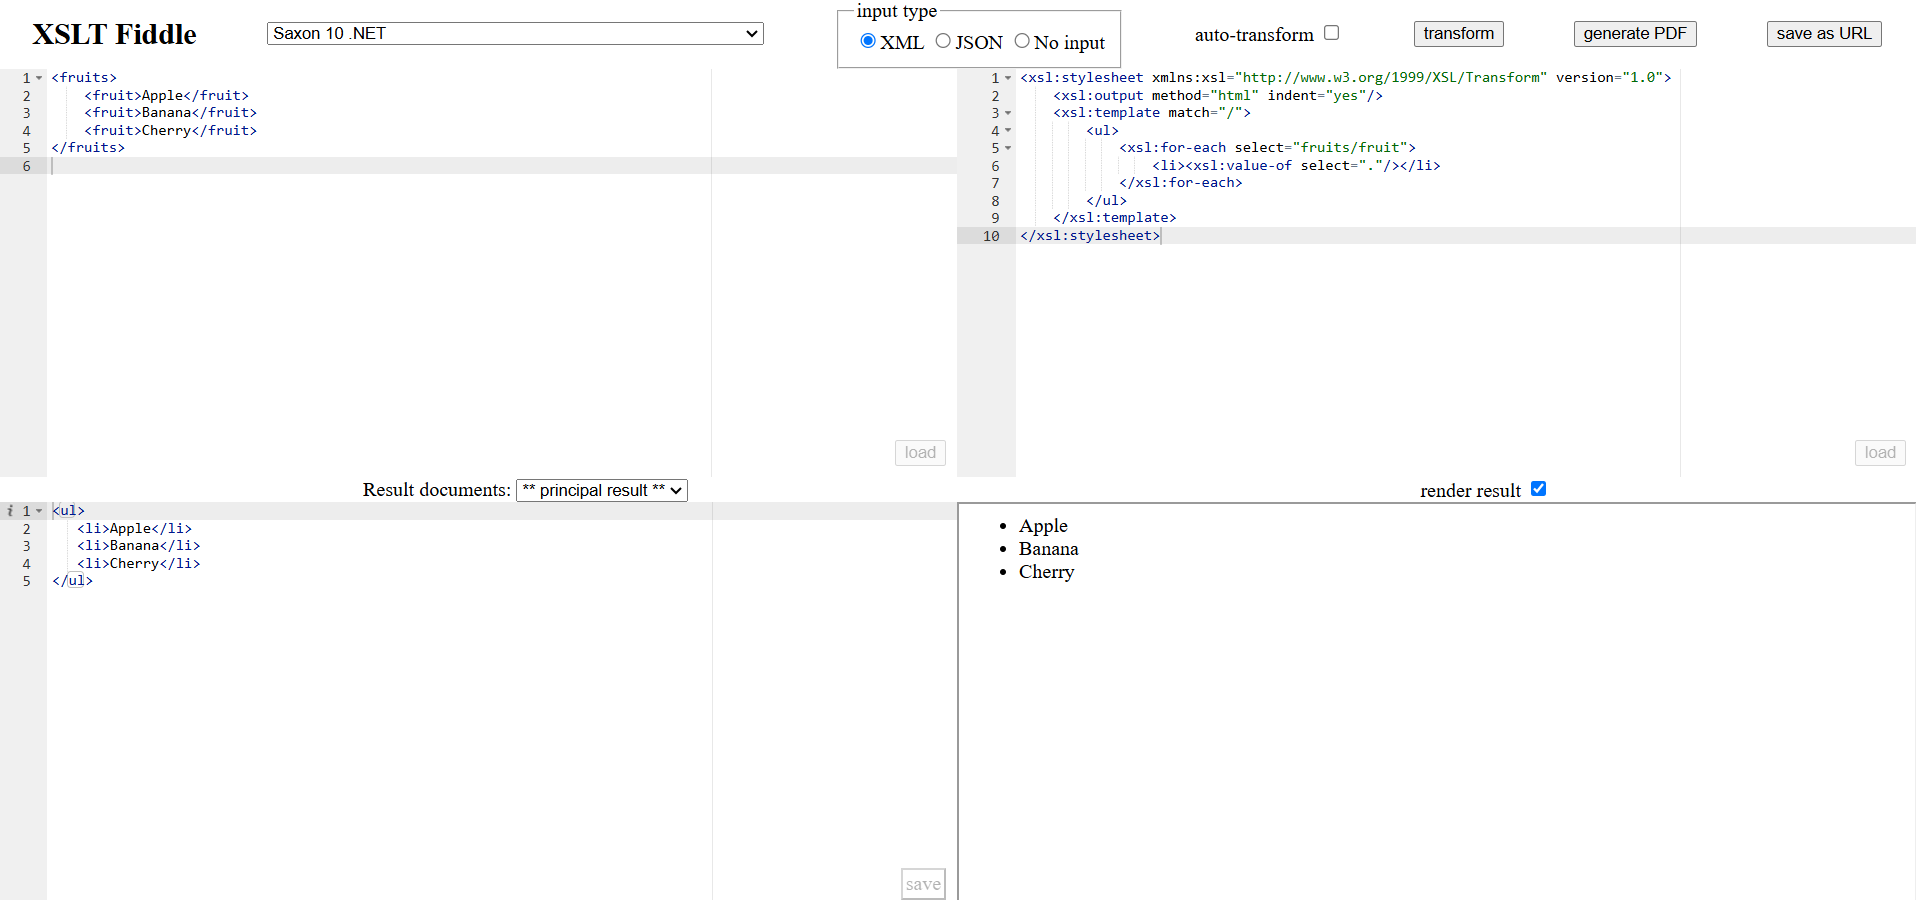 XSLT Fiddle
Saxon 10 .NET
input type
XML JSON No input
auto-transform
transform
generate PDF
save as URL
1 <fruits>
2     <fruit>Apple</fruit>
3     <fruit>Banana</fruit>
4     <fruit>Cherry</fruit>
5 </fruits>
6
load
1 <xsl:stylesheet xmlns:xsl="http://www.w3.org/1999/XSL/Transform" version="1.0">
2     <xsl:output method="html" indent="yes"/>
3     <xsl:template match="/">
4         <ul>
5             <xsl:for-each select="fruits/fruit">
6                 <li><xsl:value-of select="."/></li>
7             </xsl:for-each>
8         </ul>
9     </xsl:template>
10 </xsl:stylesheet>
load
Result documents: ** principal result **
render result
i 1 <ul>
2    <li>Apple</li>
3    <li>Banana</li>
4    <li>Cherry</li>
5 </ul>
save
• Apple
• Banana
• Cherry